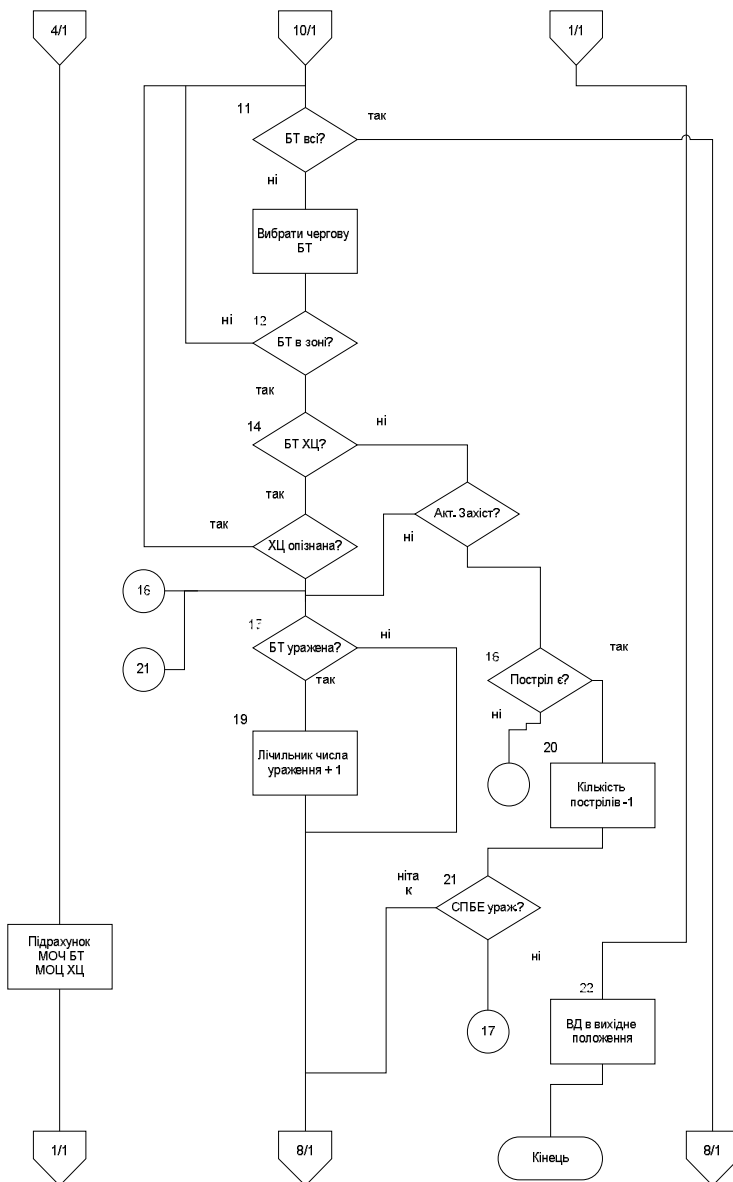 4/1
10/1
1/1
11
БТ всі?
так
ні
Вибрати чергову
БТ
ні
12
БТ в зоні?
так
14
БТ ХЦ?
ні
так
так
ХЦ опізнана?
Акт. Захіст?
ні
16
21
БТ уражена?
ні
так
16
Постріл є?
так
ні
19
Лічильник числа
ураження + 1
20
Кількість
пострілів -1
ніта
к
21
СПБЕ ураж.?
ні
17
Підрахунок
МОЧ БТ
МОЦ ХЦ
22
ВД в вихідне
положення
1/1
8/1
Кінець
8/1